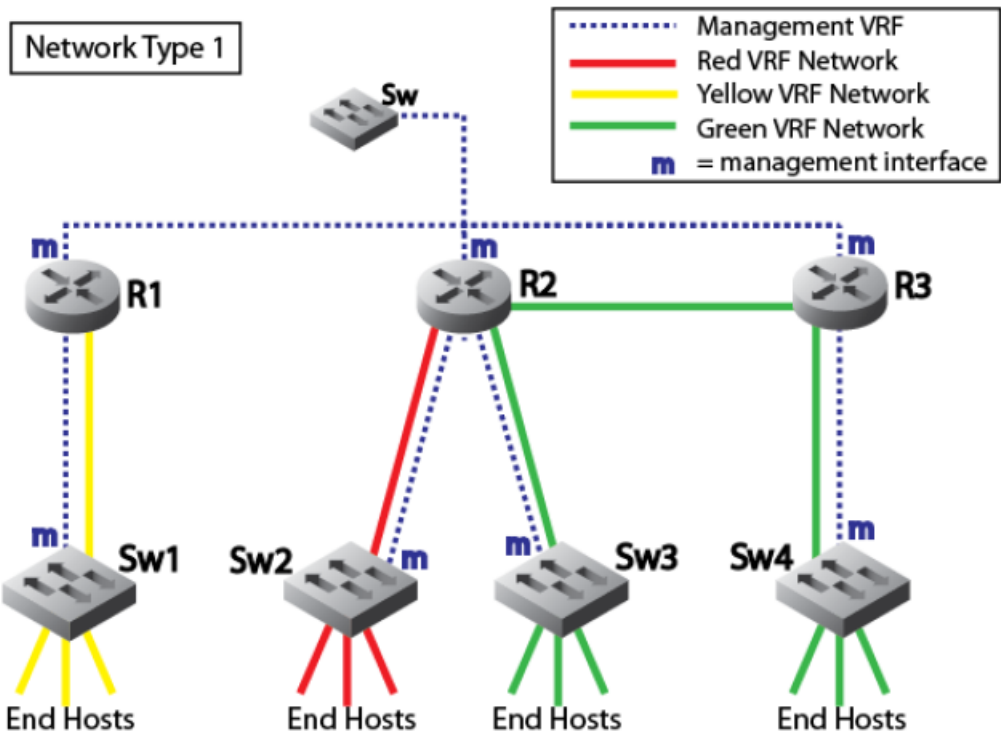 Network Type 1
Management VRF
Red VRF Network
Yellow VRF Network
Green VRF Network
m = management interface
Sw
m m m
R1 R2 R3
m m m m
Sw1 Sw2 Sw3 Sw4
End Hosts End Hosts End Hosts End Hosts